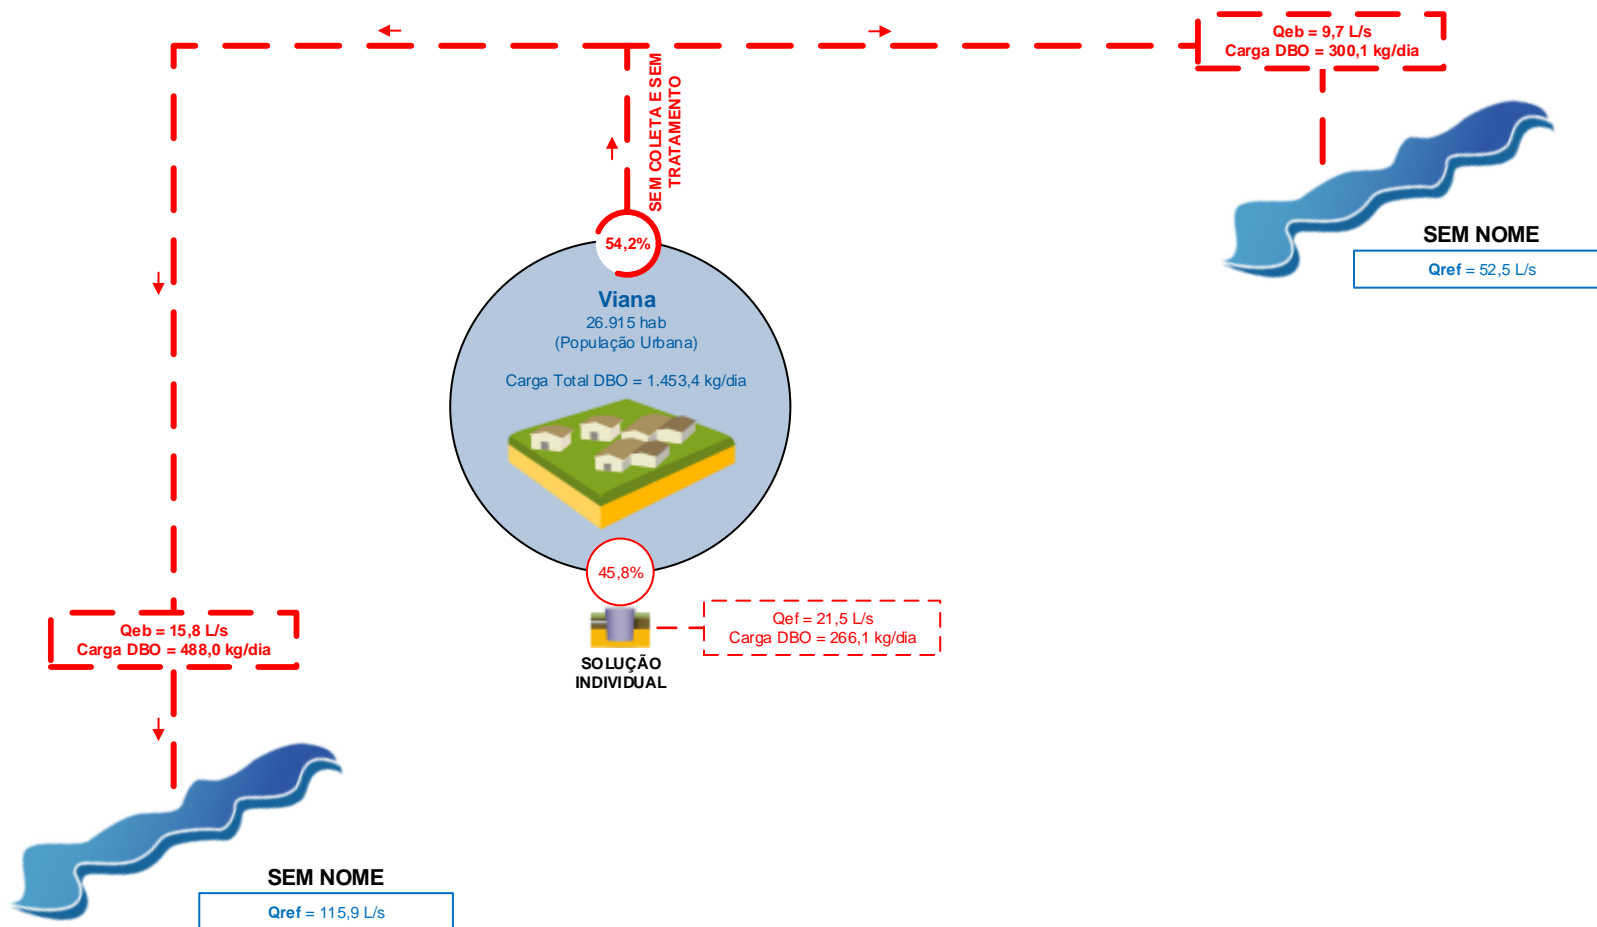 Qeb = 9,7 L/s
Carga DBO = 300,1 kg/dia
SEM COLETA E SEM
TRATAMENTO
SEM NOME
Qref = 52,5 L/s
54,2%
Viana
26.915 hab
(População Urbana)
Carga Total DBO = 1.453,4 kg/dia
45,8%
Qef = 21,5 L/s
Carga DBO = 266,1 kg/dia
SOLUÇÃO
INDIVIDUAL
Qeb = 15,8 L/s
Carga DBO = 488,0 kg/dia
SEM NOME
Qref = 115,9 L/s